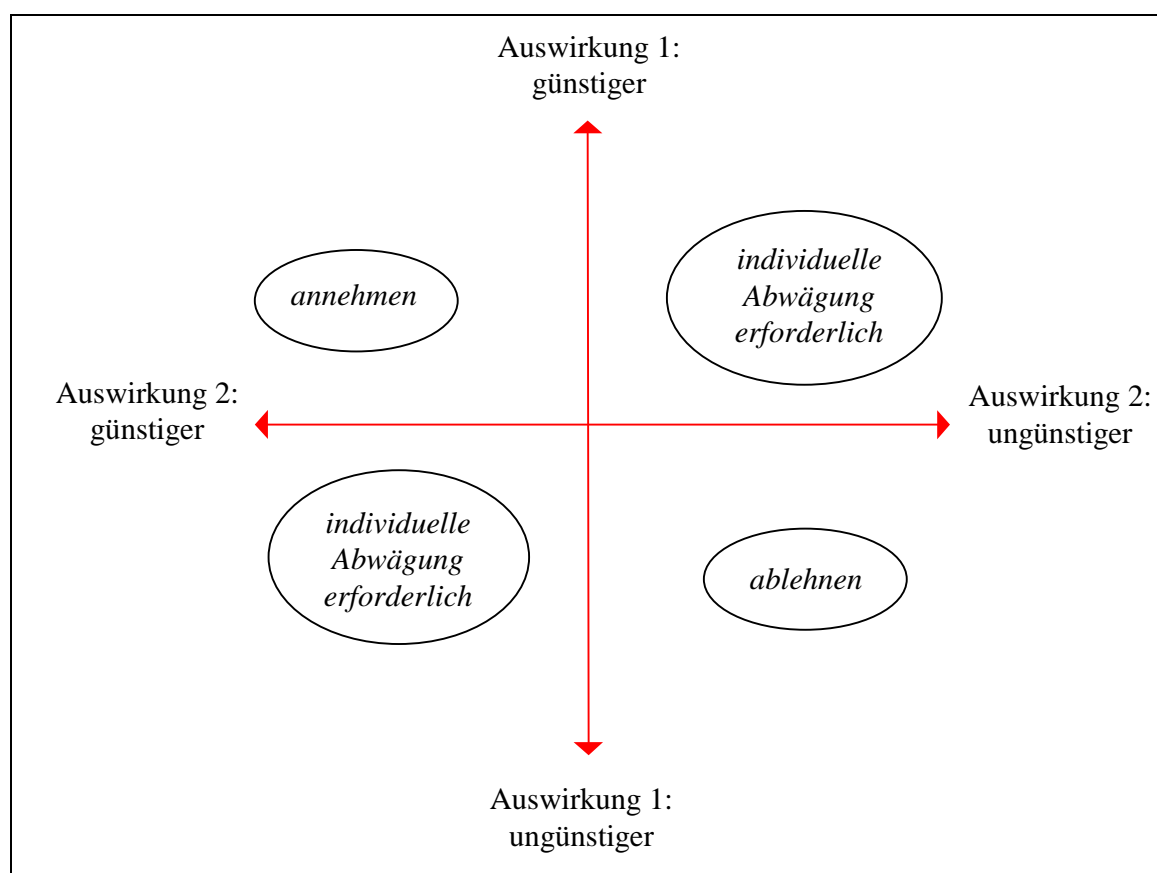 Auswirkung 1:
günstiger
individuelle
Abwägung
erforderlich
annehmen
Auswirkung 2:
günstiger
Auswirkung 2:
ungünstiger
individuelle
Abwägung
erforderlich
ablehnen
Auswirkung 1:
ungünstiger